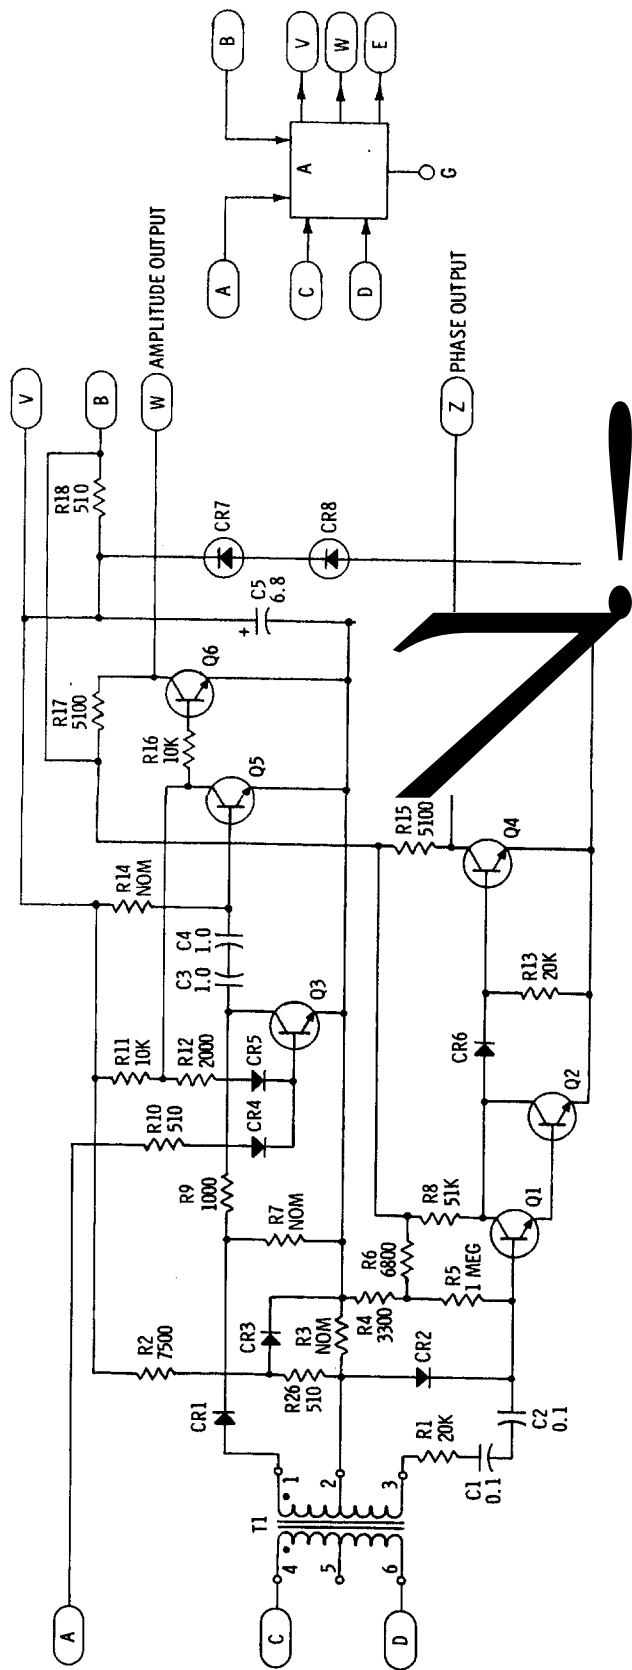 A
C
D
T1
4
5
6
1
2
3
CR1
R2
7500
R26
510
CR3
R3
NOM
R1
20K
C1
0.1
C2
0.1
CR2
R4
3300
R5
1 MEG
R6
6800
R7
NOM
R8
51K
Q1
Q2
R9
1000
R10
510
CR4
R11
10K
R12
2000
CR5
Q3
C3
1.0
C4
1.0
R14
NOM
CR6
R13
20K
Q4
R15
5100
Q5
R16
10K
Q6
R17
5100
C5
6.8
+
R18
510
CR7
CR8
V
B
W AMPLITUDE OUTPUT
Z PHASE OUTPUT
A
B
C
D
A
V
W
E
G